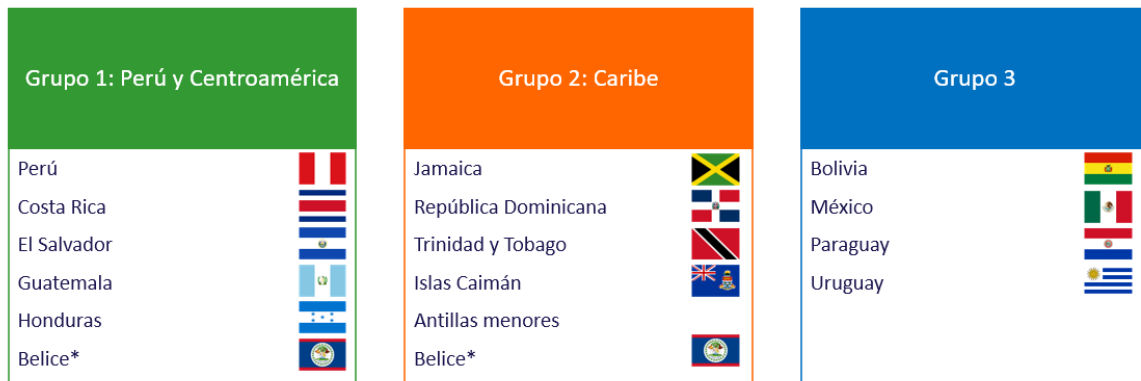 Grupo 1: Perú y Centroamérica
Perú
Costa Rica
El Salvador
Guatemala
Honduras
Belice*
Grupo 2: Caribe
Jamaica
República Dominicana
Trinidad y Tobago
Islas Caimán
Antillas menores
Belice*
Grupo 3
Bolivia
México
Paraguay
Uruguay